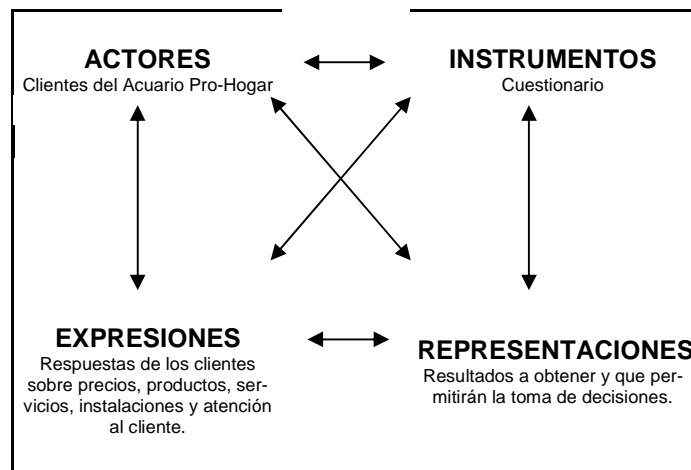 ACTORES
Clientes del Acuario Pro-Hogar
INSTRUMENTOS
Cuestionario
EXPRESIONES
Respuestas de los clientes
sobre precios, productos, ser-
vicios, instalaciones y atención
al cliente.
REPRESENTACIONES
Resultados a obtener y que per-
mitirán la toma de decisiones.